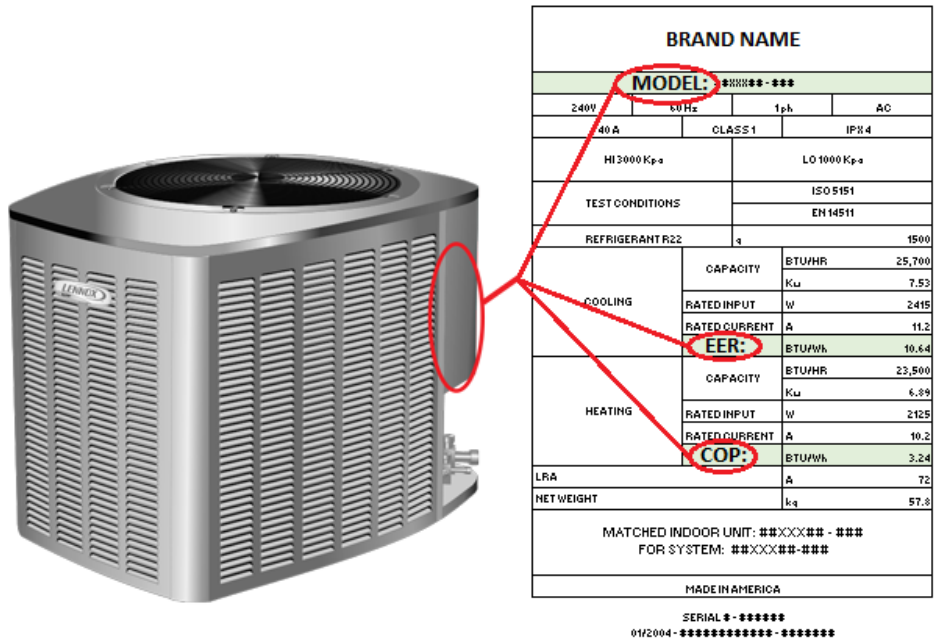 LENNOX
BRAND NAME
MODEL: #XXX## - ###
240V 60 Hz 1ph AC
40 A CLASS 1 IPX4
HI 3000 Kpa LO 1000 Kpa
TEST CONDITIONS ISO 5151
EN 14511
REFRIGERANT R22 g 1500
COOLING CAPACITY BTU/HR 25,700
Kw 7.53
RATED INPUT W 2415
RATED CURRENT A 11.2
EER: BTU/Wh 10.64
HEATING CAPACITY BTU/HR 23,500
Kw 6.89
RATED INPUT W 2125
RATED CURRENT A 10.2
COP: BTU/Wh 3.24
LRA A 72
NET WEIGHT kg 57.8
MATCHED INDOOR UNIT: ##XXX## - ###
FOR SYSTEM: ##XXX##-###
MADE IN AMERICA
SERIAL # - ######
01/2004 - ############ - #######